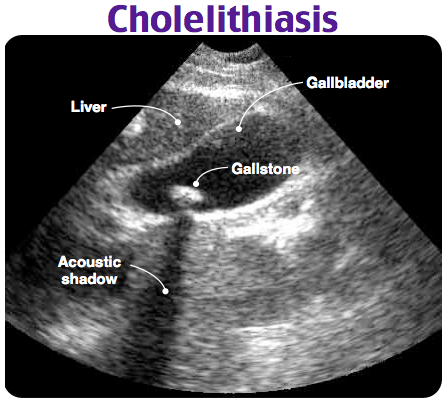 Cholelithiasis
Gallbladder
Liver
Gallstone
Acoustic
shadow